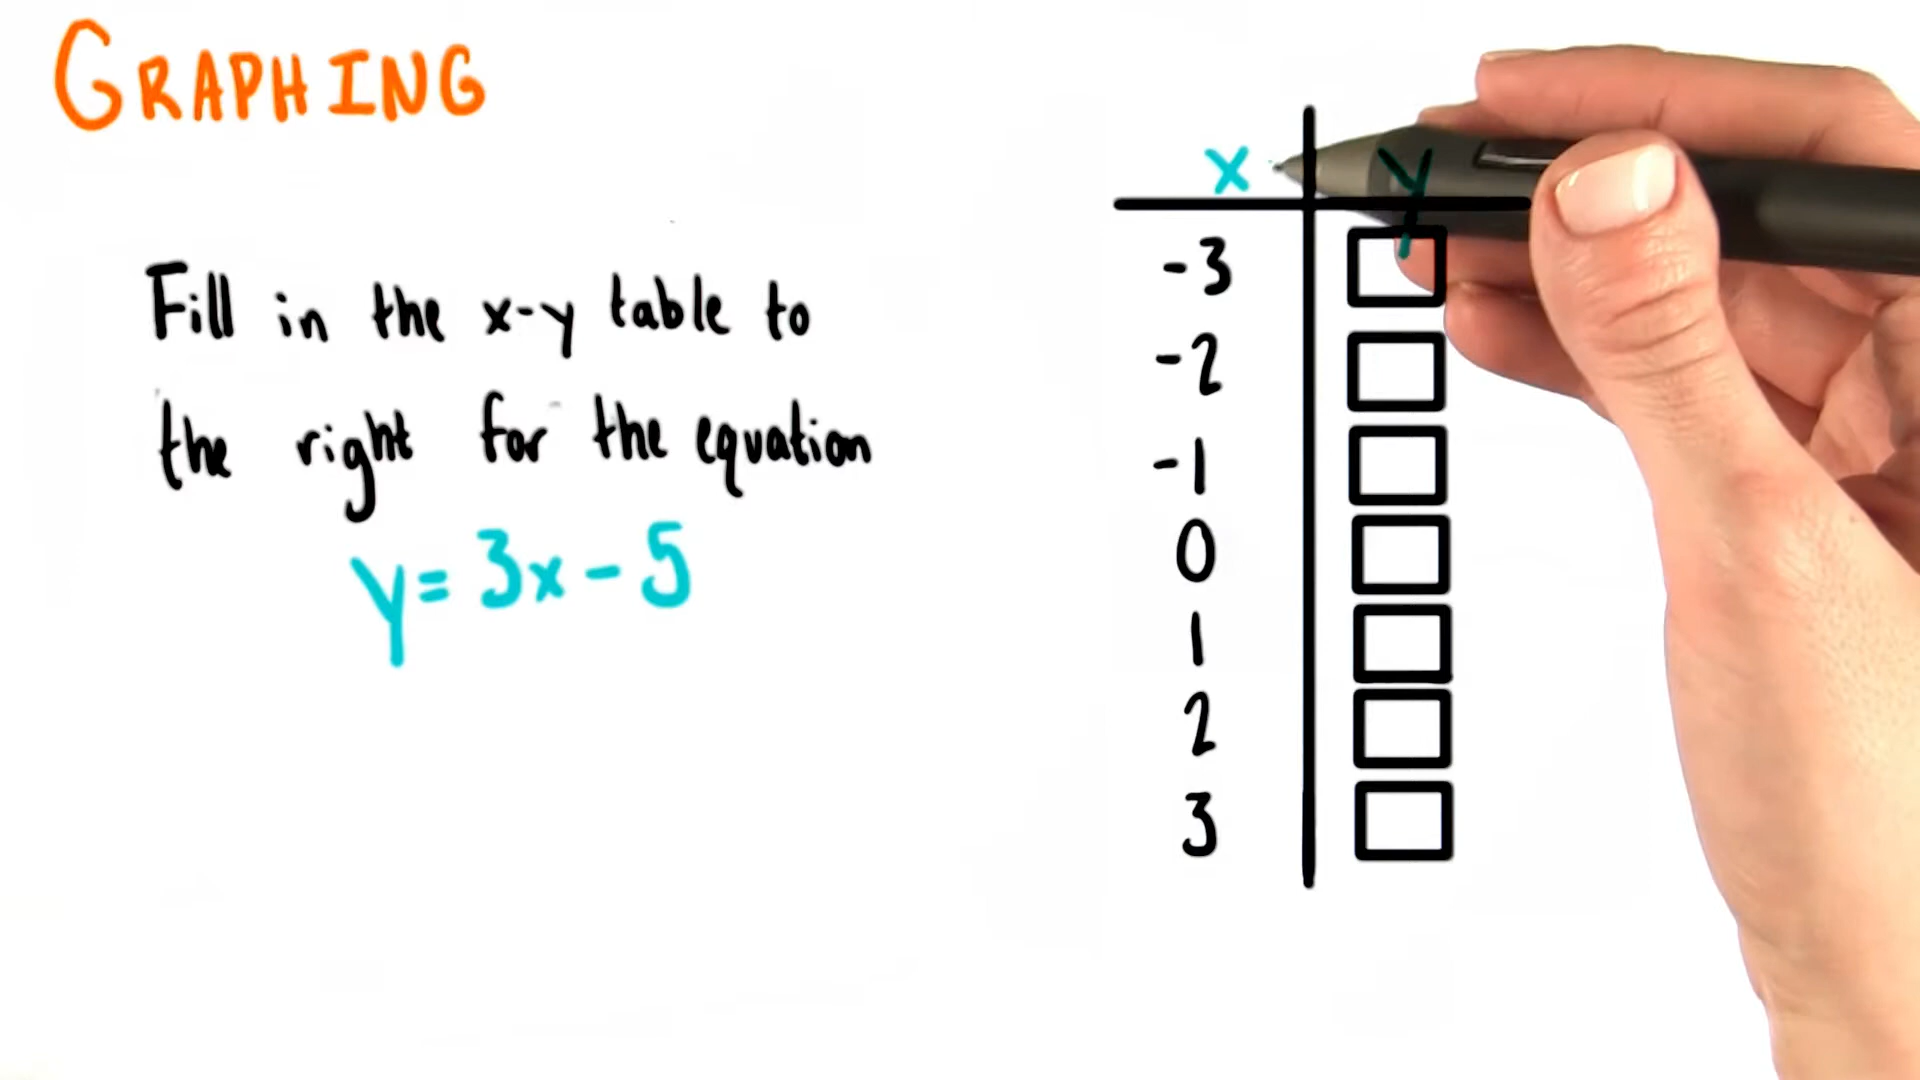 GRAPHING
Fill in the x-y table to
the right for the equation
y = 3x - 5
x y
-3
-2
-1
0
1
2
3